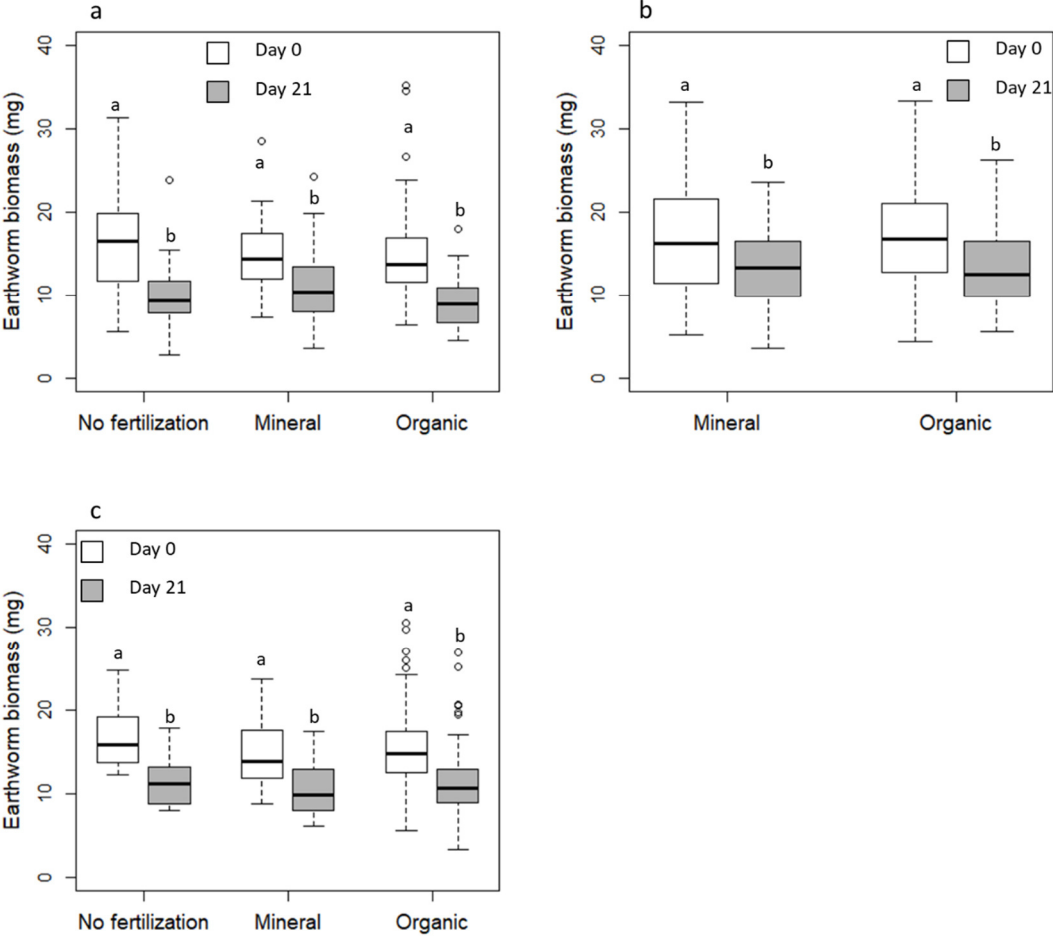 a
Earthworm biomass (mg)
40
30
20
10
0
Day 0
Day 21
a
b
a
b
a
b
No fertilization
Mineral
Organic
b
Earthworm biomass (mg)
40
30
20
10
0
Day 0
Day 21
a
b
a
b
Mineral
Organic
c
Earthworm biomass (mg)
40
30
20
10
0
Day 0
Day 21
a
b
a
b
a
b
No fertilization
Mineral
Organic